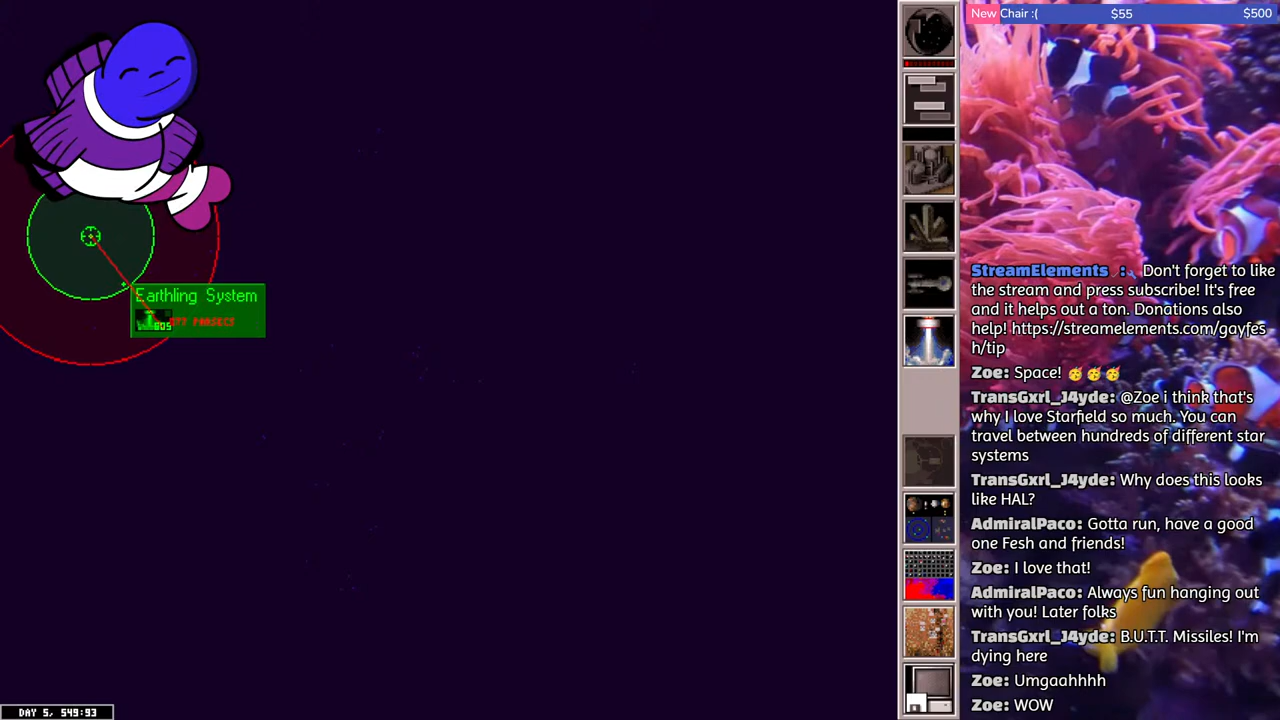 New Chair :( $55 $500
Earthling System
PARSECS
StreamElements : Don't forget to like
the stream and press subscribe! It's free
and it helps out a ton. Donations also
help! https://streamelements.com/gayfes
h/tip
Zoe: Space! 🥳🥳🥳
TransGxrl_J4yde: @Zoe i think that's
why I love Starfield so much. You can
travel between hundreds of different star
systems
TransGxrl_J4yde: Why does this looks
like HAL?
AdmiralPaco: Gotta run, have a good
one Fesh and friends!
Zoe: I love that!
AdmiralPaco: Always fun hanging out
with you! Later folks
TransGxrl_J4yde: B.U.T.T. Missiles! I'm
dying here
Zoe: Umgaahhhh
Zoe: WOW
DAY 5, 549:93